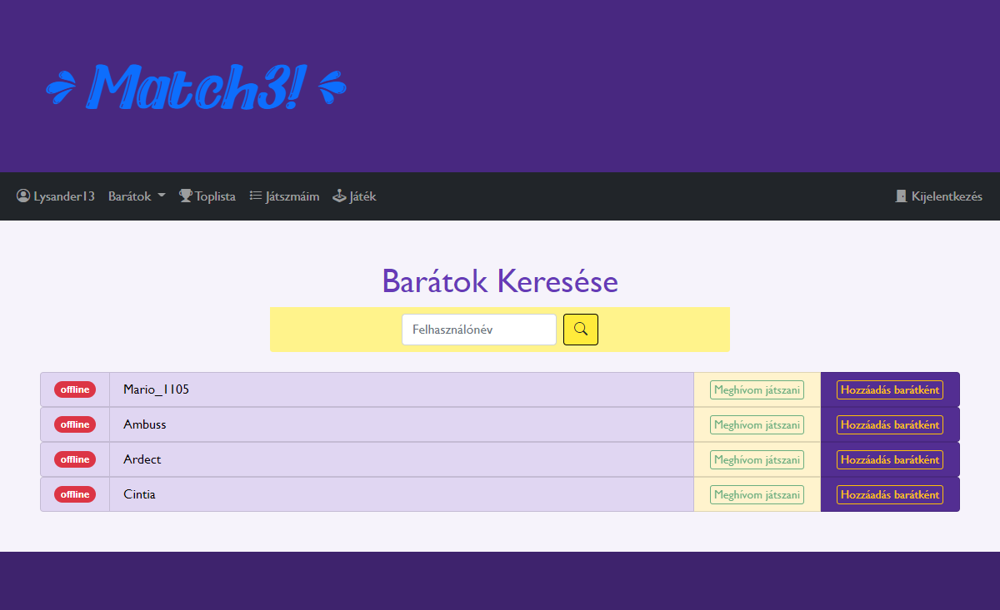 Match3!
Lysander13 Barátok Toplista Játszmáim Játék Kijelentkezés
Barátok Keresése
Felhasználónév
offline Mario_1105 Meghívom játszani Hozzáadás barátként
offline Ambuss Meghívom játszani Hozzáadás barátként
offline Ardect Meghívom játszani Hozzáadás barátként
offline Cintia Meghívom játszani Hozzáadás barátként